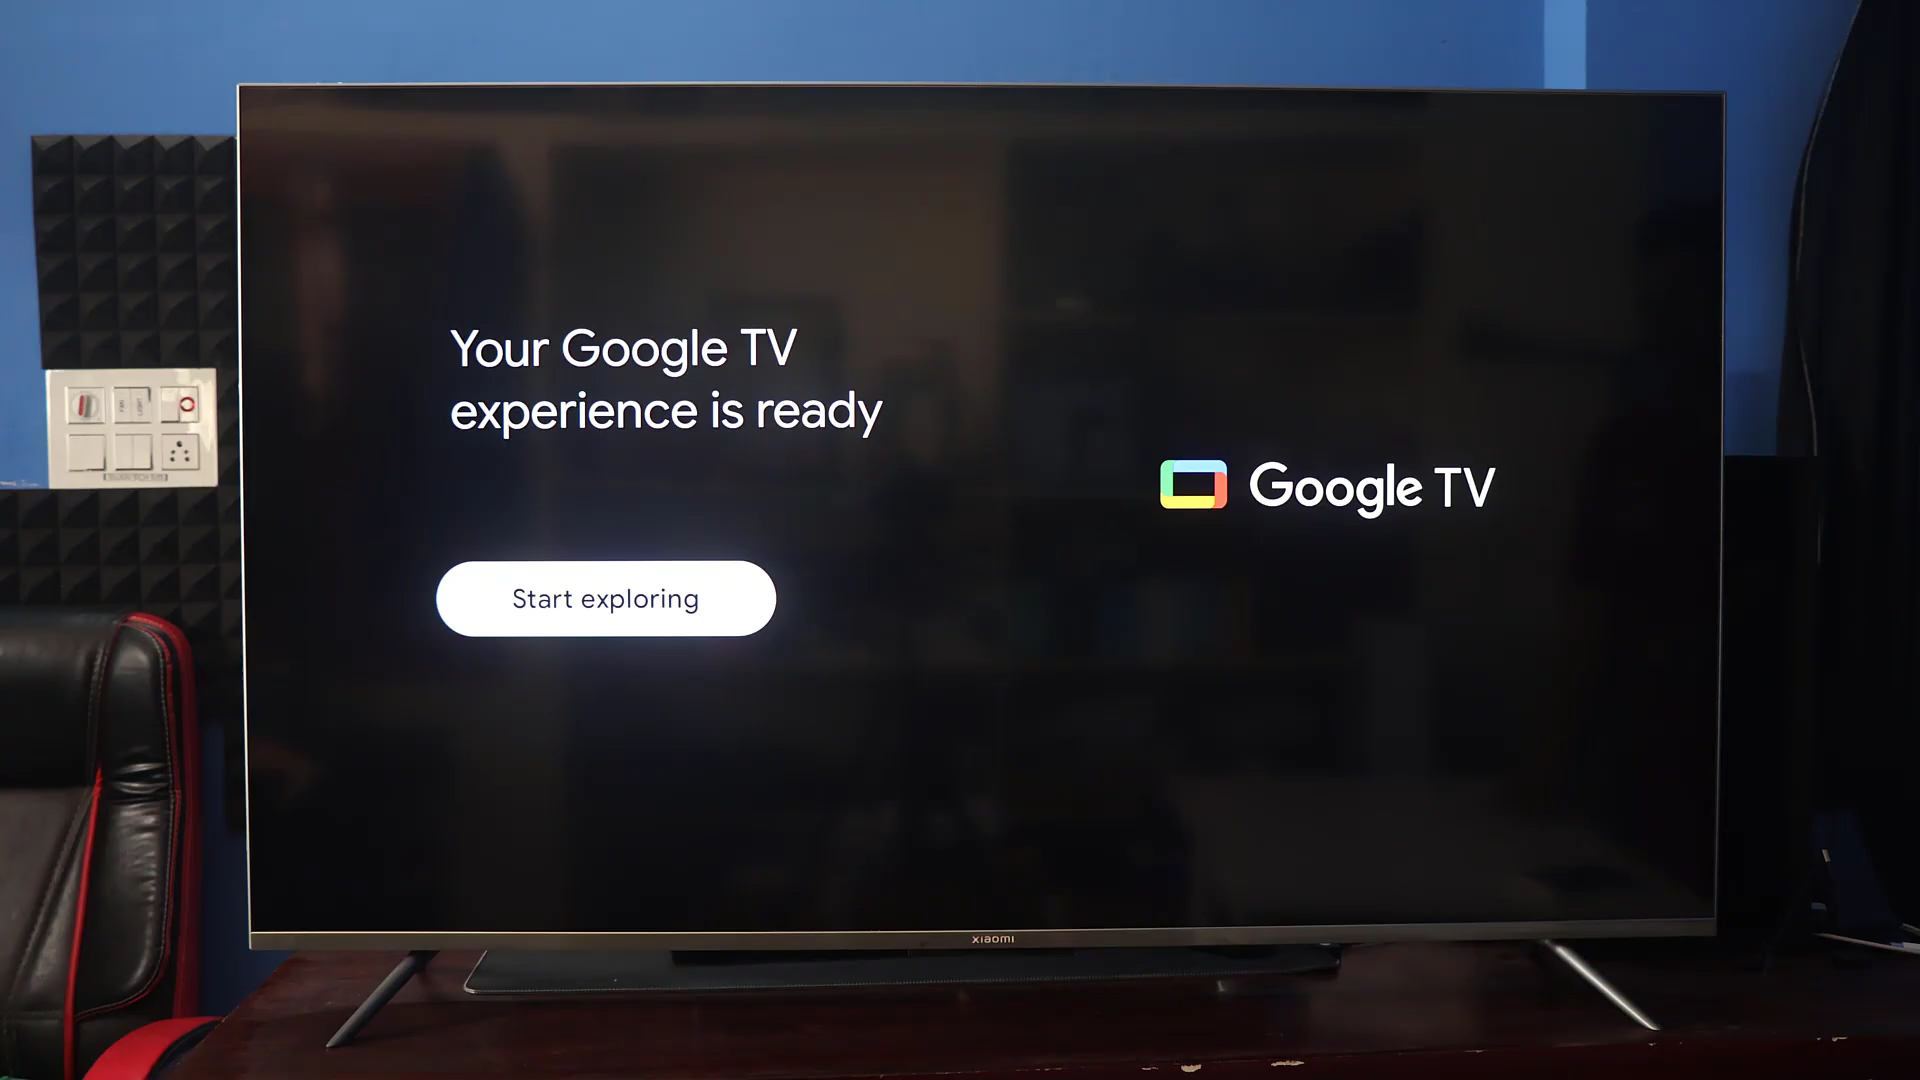 Your Google TV
experience is ready
Google TV
Start exploring
xiaomi